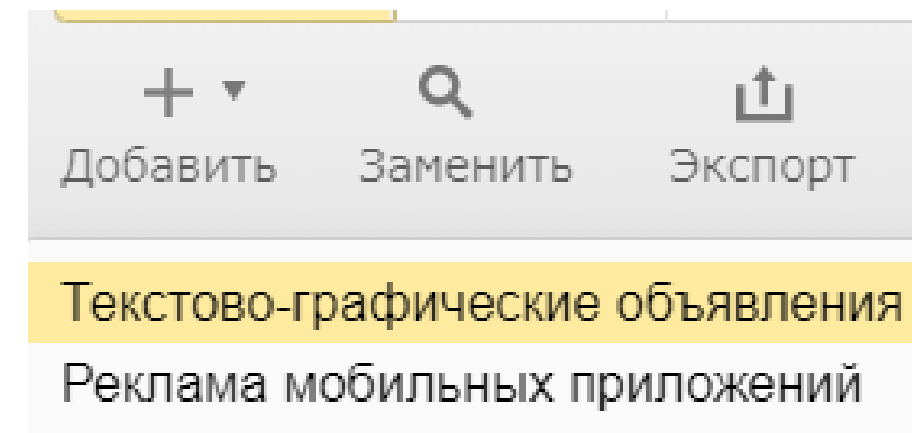 Добавить Заменить Экспорт
Текстово-графические объявления
Реклама мобильных приложений